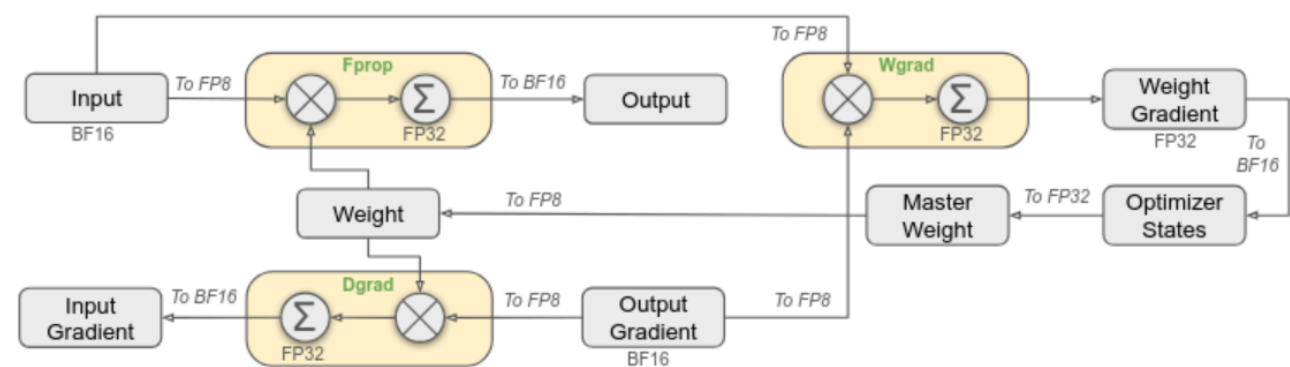 To FP8
Fprop
Wgrad
Input
To FP8
Σ
To BF16
Output
Σ
Weight
Gradient
BF16
FP32
FP32
FP32
To
BF16
Weight
To FP8
Master
Weight
To FP32
Optimizer
States
Dgrad
Input
Gradient
To BF16
Σ
To FP8
Output
Gradient
To FP8
FP32
BF16